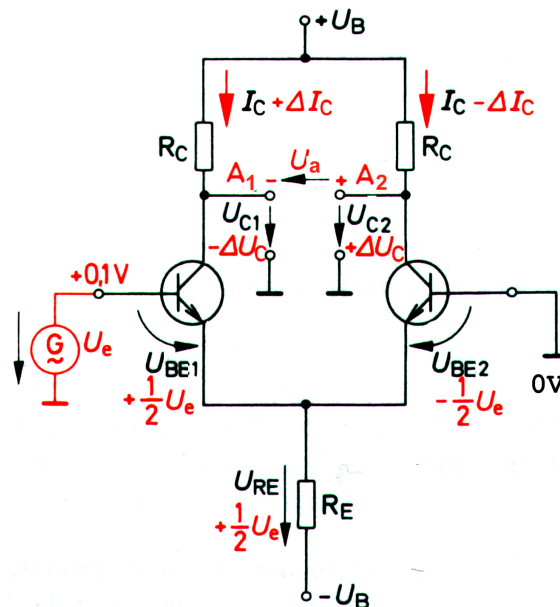 +U_B
I_C +ΔI_C
I_C −ΔI_C
R_C
R_C
A_1 − U_a + A_2
U_C1
U_C2
−ΔU_C
+ΔU_C
+0,1V
G
~
U_e
U_BE1
U_BE2
0V
+1/2 U_e
−1/2 U_e
U_RE
R_E
+1/2 U_e
−U_B